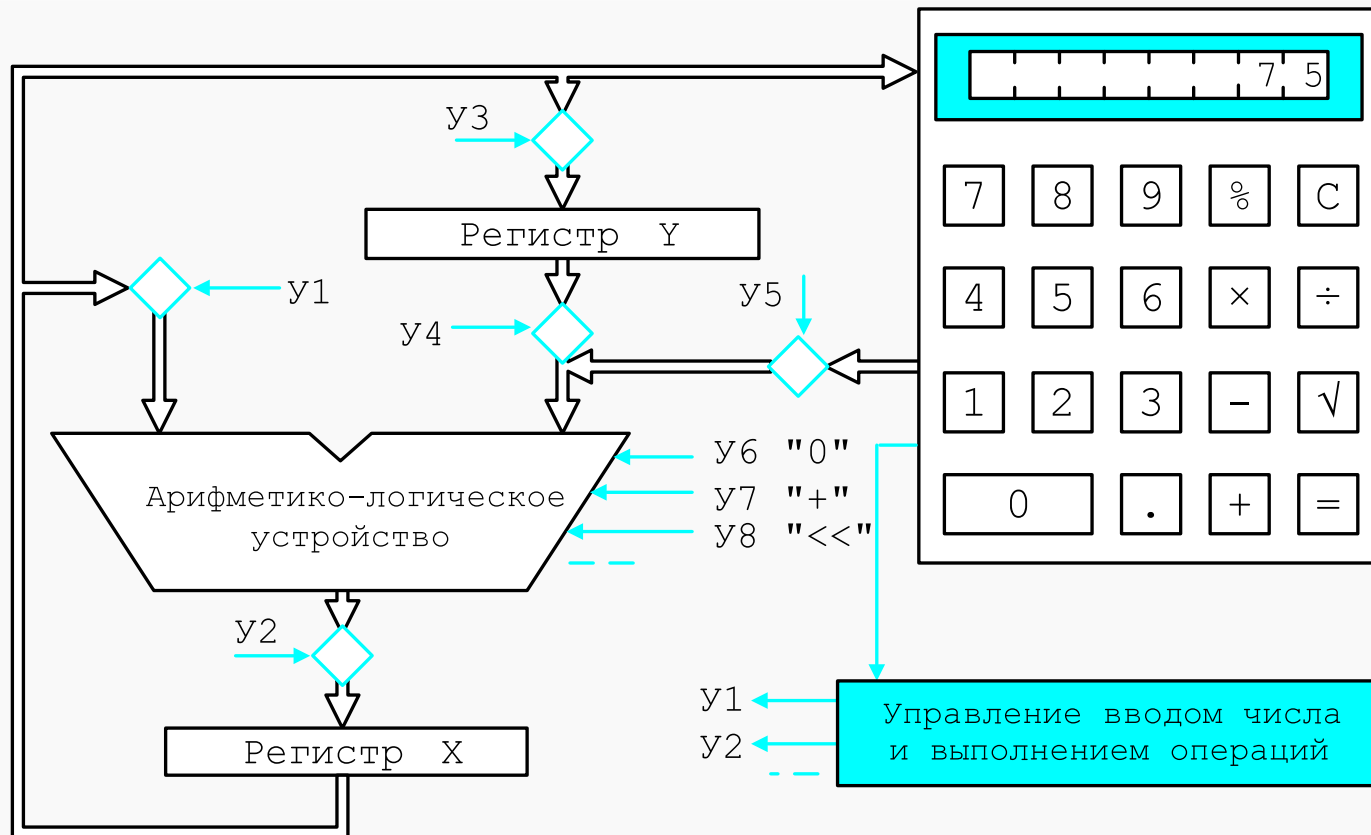 7 5
У3
7 8 9 % C
Регистр Y
У1
У5
4 5 6 × ÷
У4
1 2 3 - √
У6 "0"
Арифметико-логическое
устройство
У7 "+"
У8 "<<"
0 . + =
У2
Регистр X
У1
У2
Управление вводом числа
и выполнением операций